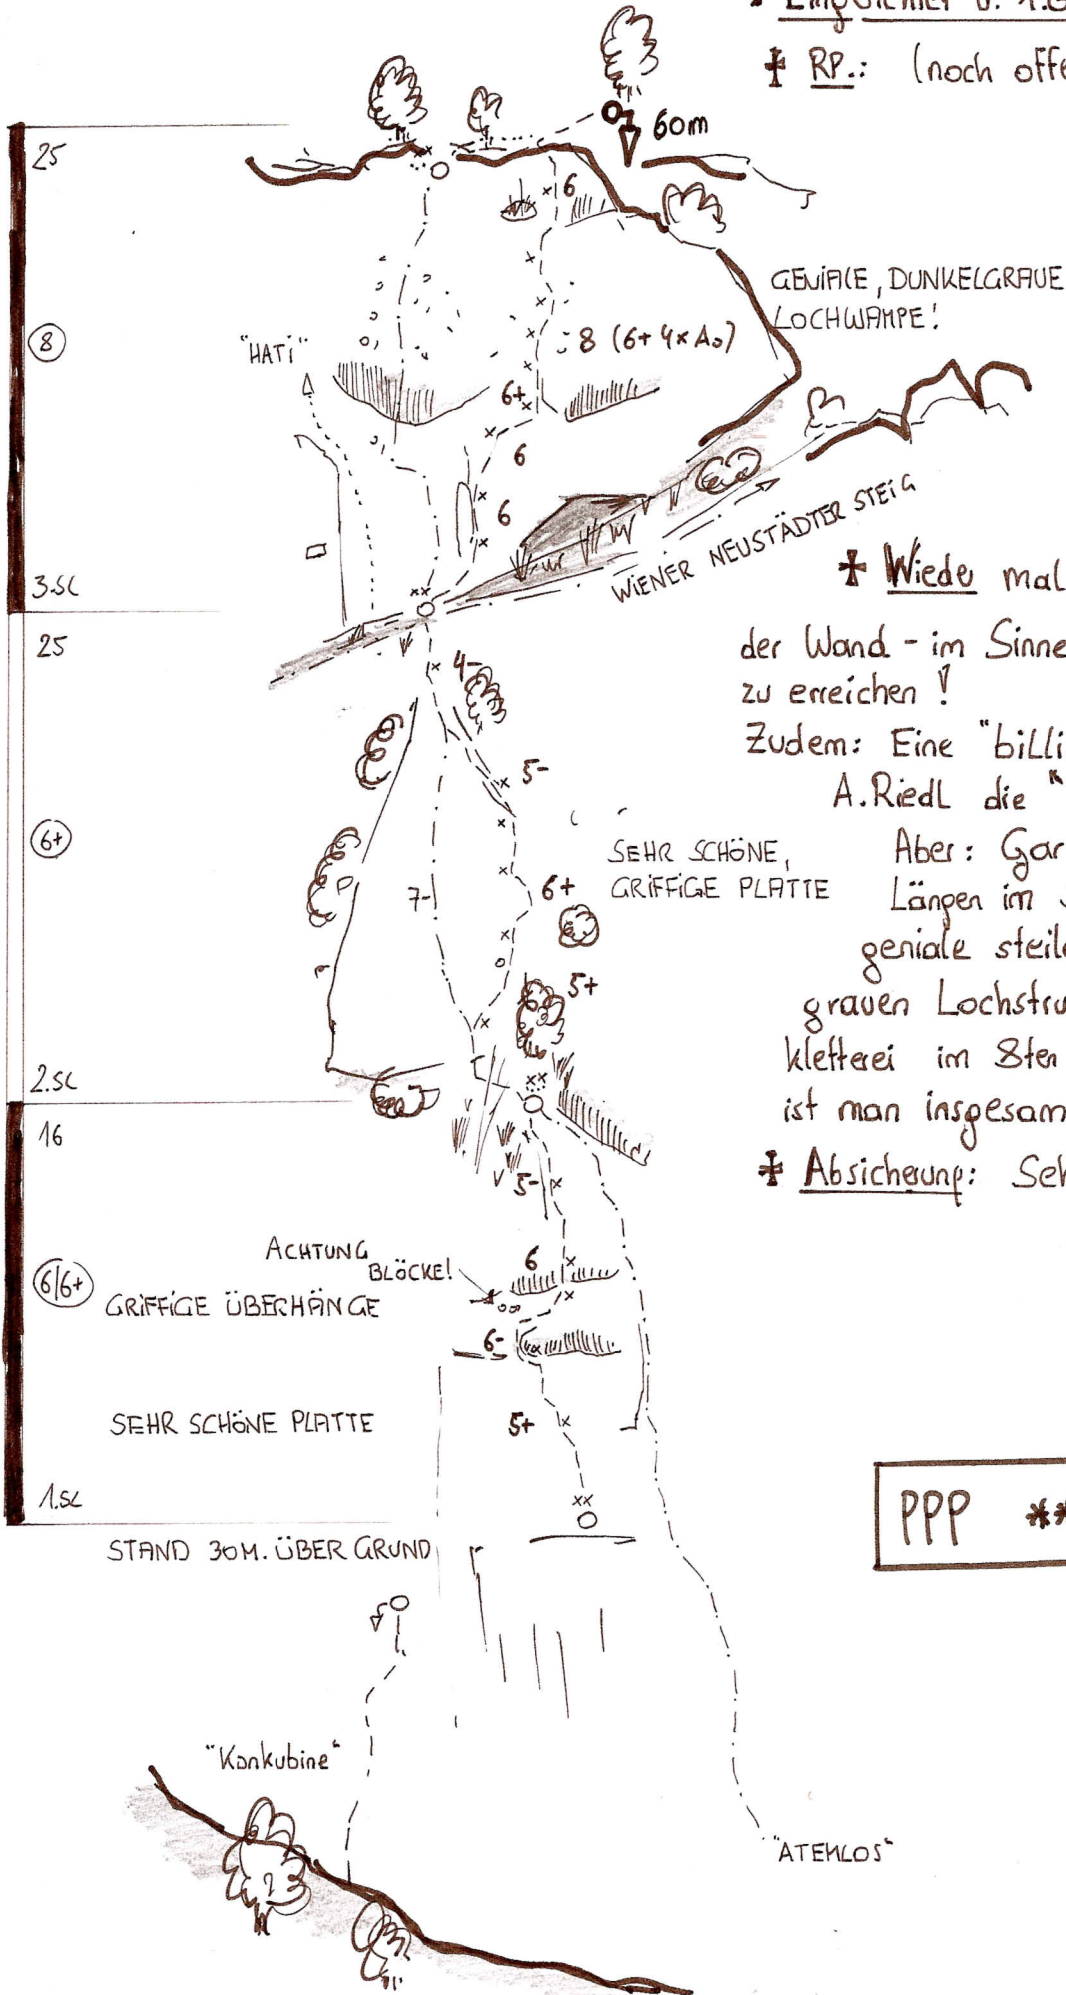 RP.: (noch offe
60m
25
6
GENIALE, DUNKELGRAUE
LOCHWAMPE!
8
"HATI"
8 (6+ 4x A0)
6+
6
6
WIENER NEUSTÄDTER STEIG
3.SL
25
Wiede mal
der Wand - im Sinne
zu erreichen!
Zudem: Eine "billi
A.Riedl die "
Aber: Gar
Längen im
geniale steile
grauen Lochstru
kletterei im 8ten
ist man insgesam
Absicherung: Seh
4-
5-
6+
SEHR SCHÖNE,
GRIFFIGE PLATTE
7-
6+
5+
2.SL
16
5-
ACHTUNG
BLÖCKE!
6
6/6+
GRIFFIGE ÜBERHÄNGE
6-
SEHR SCHÖNE PLATTE
5+
1.SL
PPP **
STAND 30M. ÜBER GRUND
"Konkubine"
"ATEMLOS"